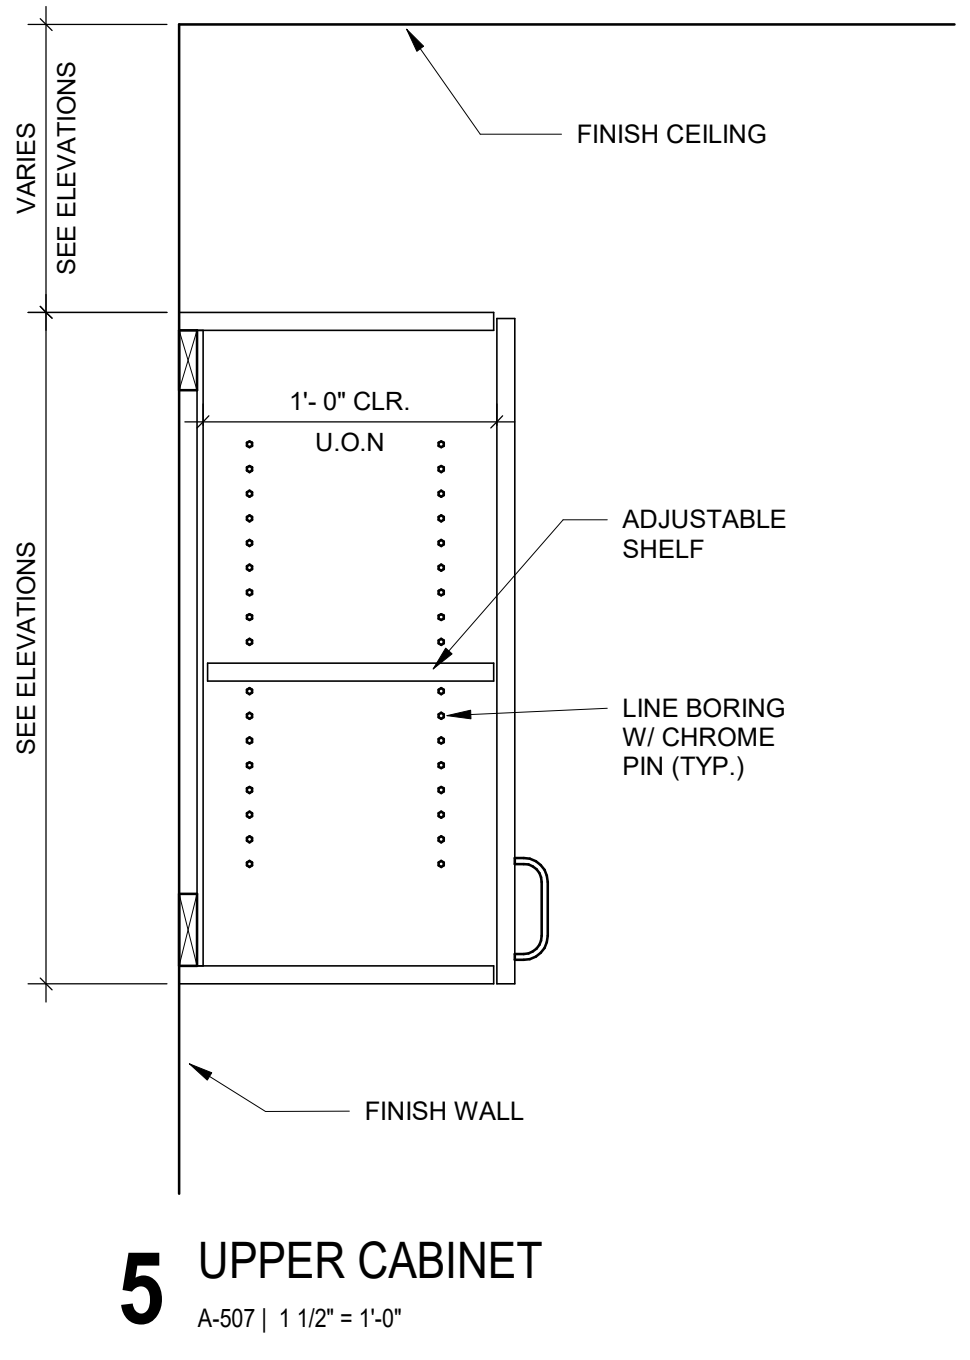 VARIES
SEE ELEVATIONS
FINISH CEILING
1'- 0" CLR.
U.O.N
ADJUSTABLE
SHELF
SEE ELEVATIONS
LINE BORING
W/ CHROME
PIN (TYP.)
FINISH WALL
5
UPPER CABINET
A-507 | 1 1/2" = 1'-0"